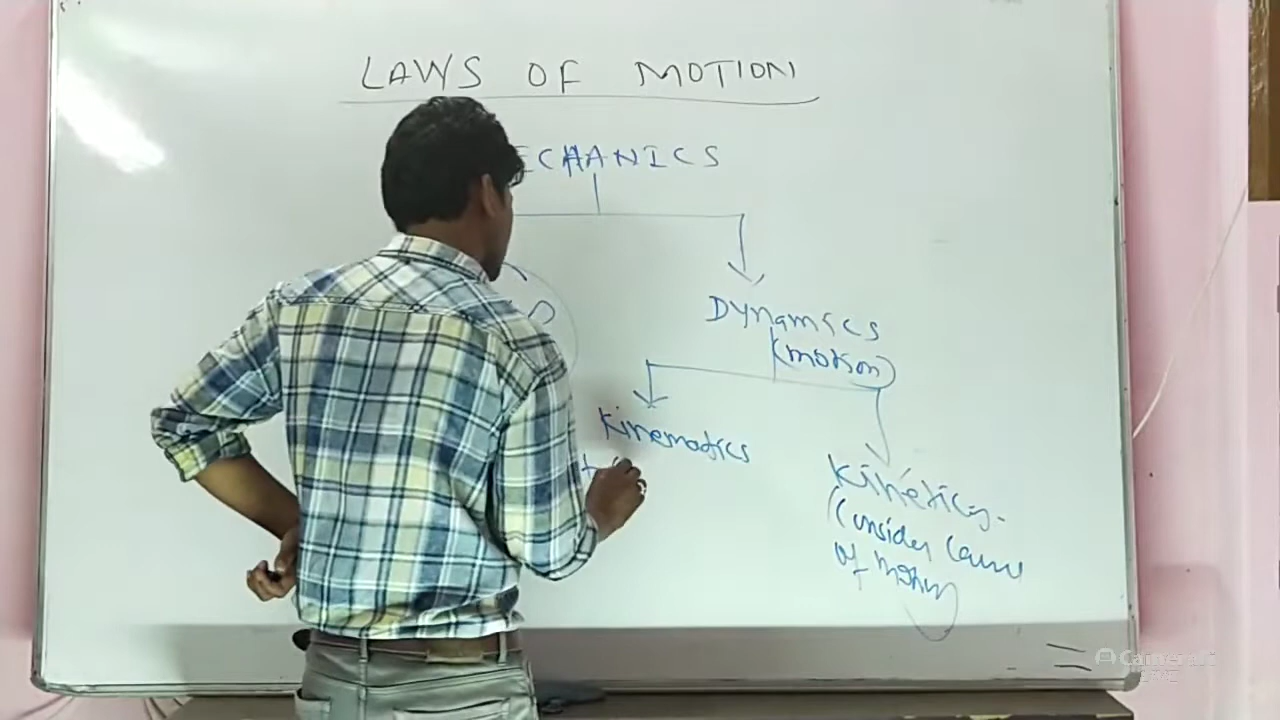 LAWS OF MOTION
ECHANICS
Dynamics
(motion)
Kinematics
Kinetics.
(consider cause
of motion)